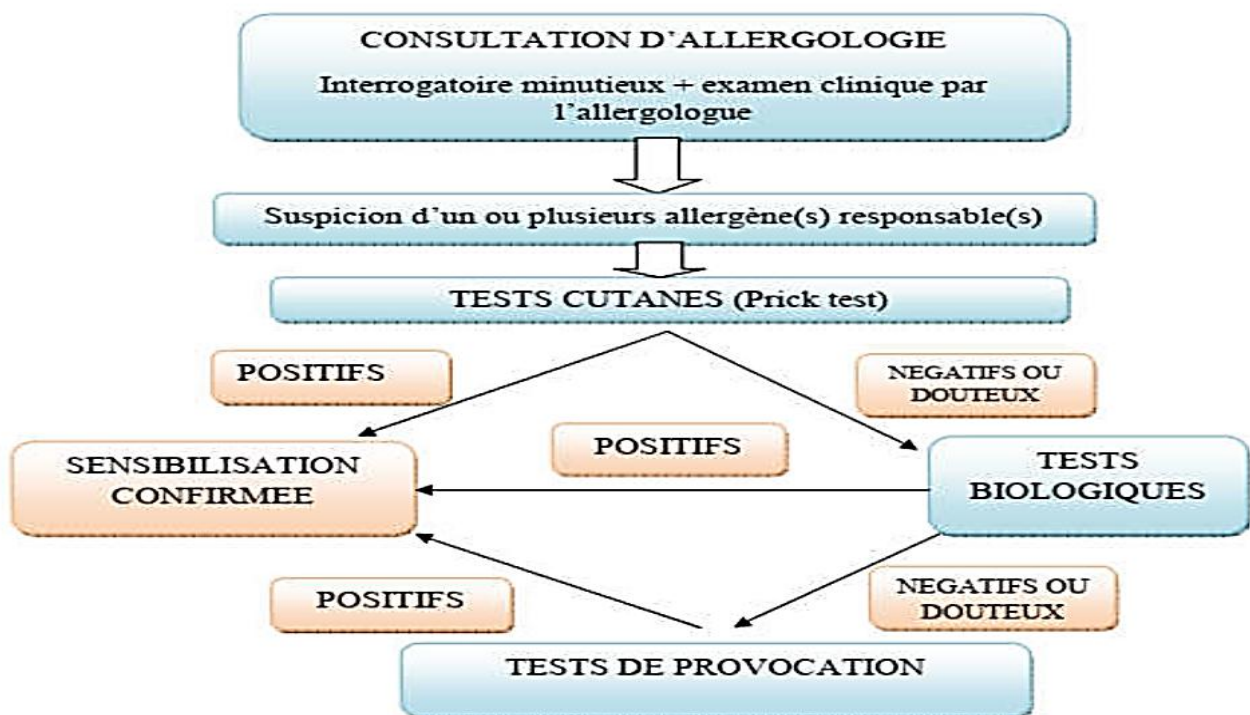 CONSULTATION D'ALLERGOLOGIE
Interrogatoire minutieux + examen clinique par
l'allergologue
Suspicion d'un ou plusieurs allergène(s) responsable(s)
TESTS CUTANES (Prick test)
POSITIFS
NEGATIFS OU
DOUTEUX
POSITIFS
SENSIBILISATION
CONFIRMEE
TESTS
BIOLOGIQUES
POSITIFS
NEGATIFS OU
DOUTEUX
TESTS DE PROVOCATION